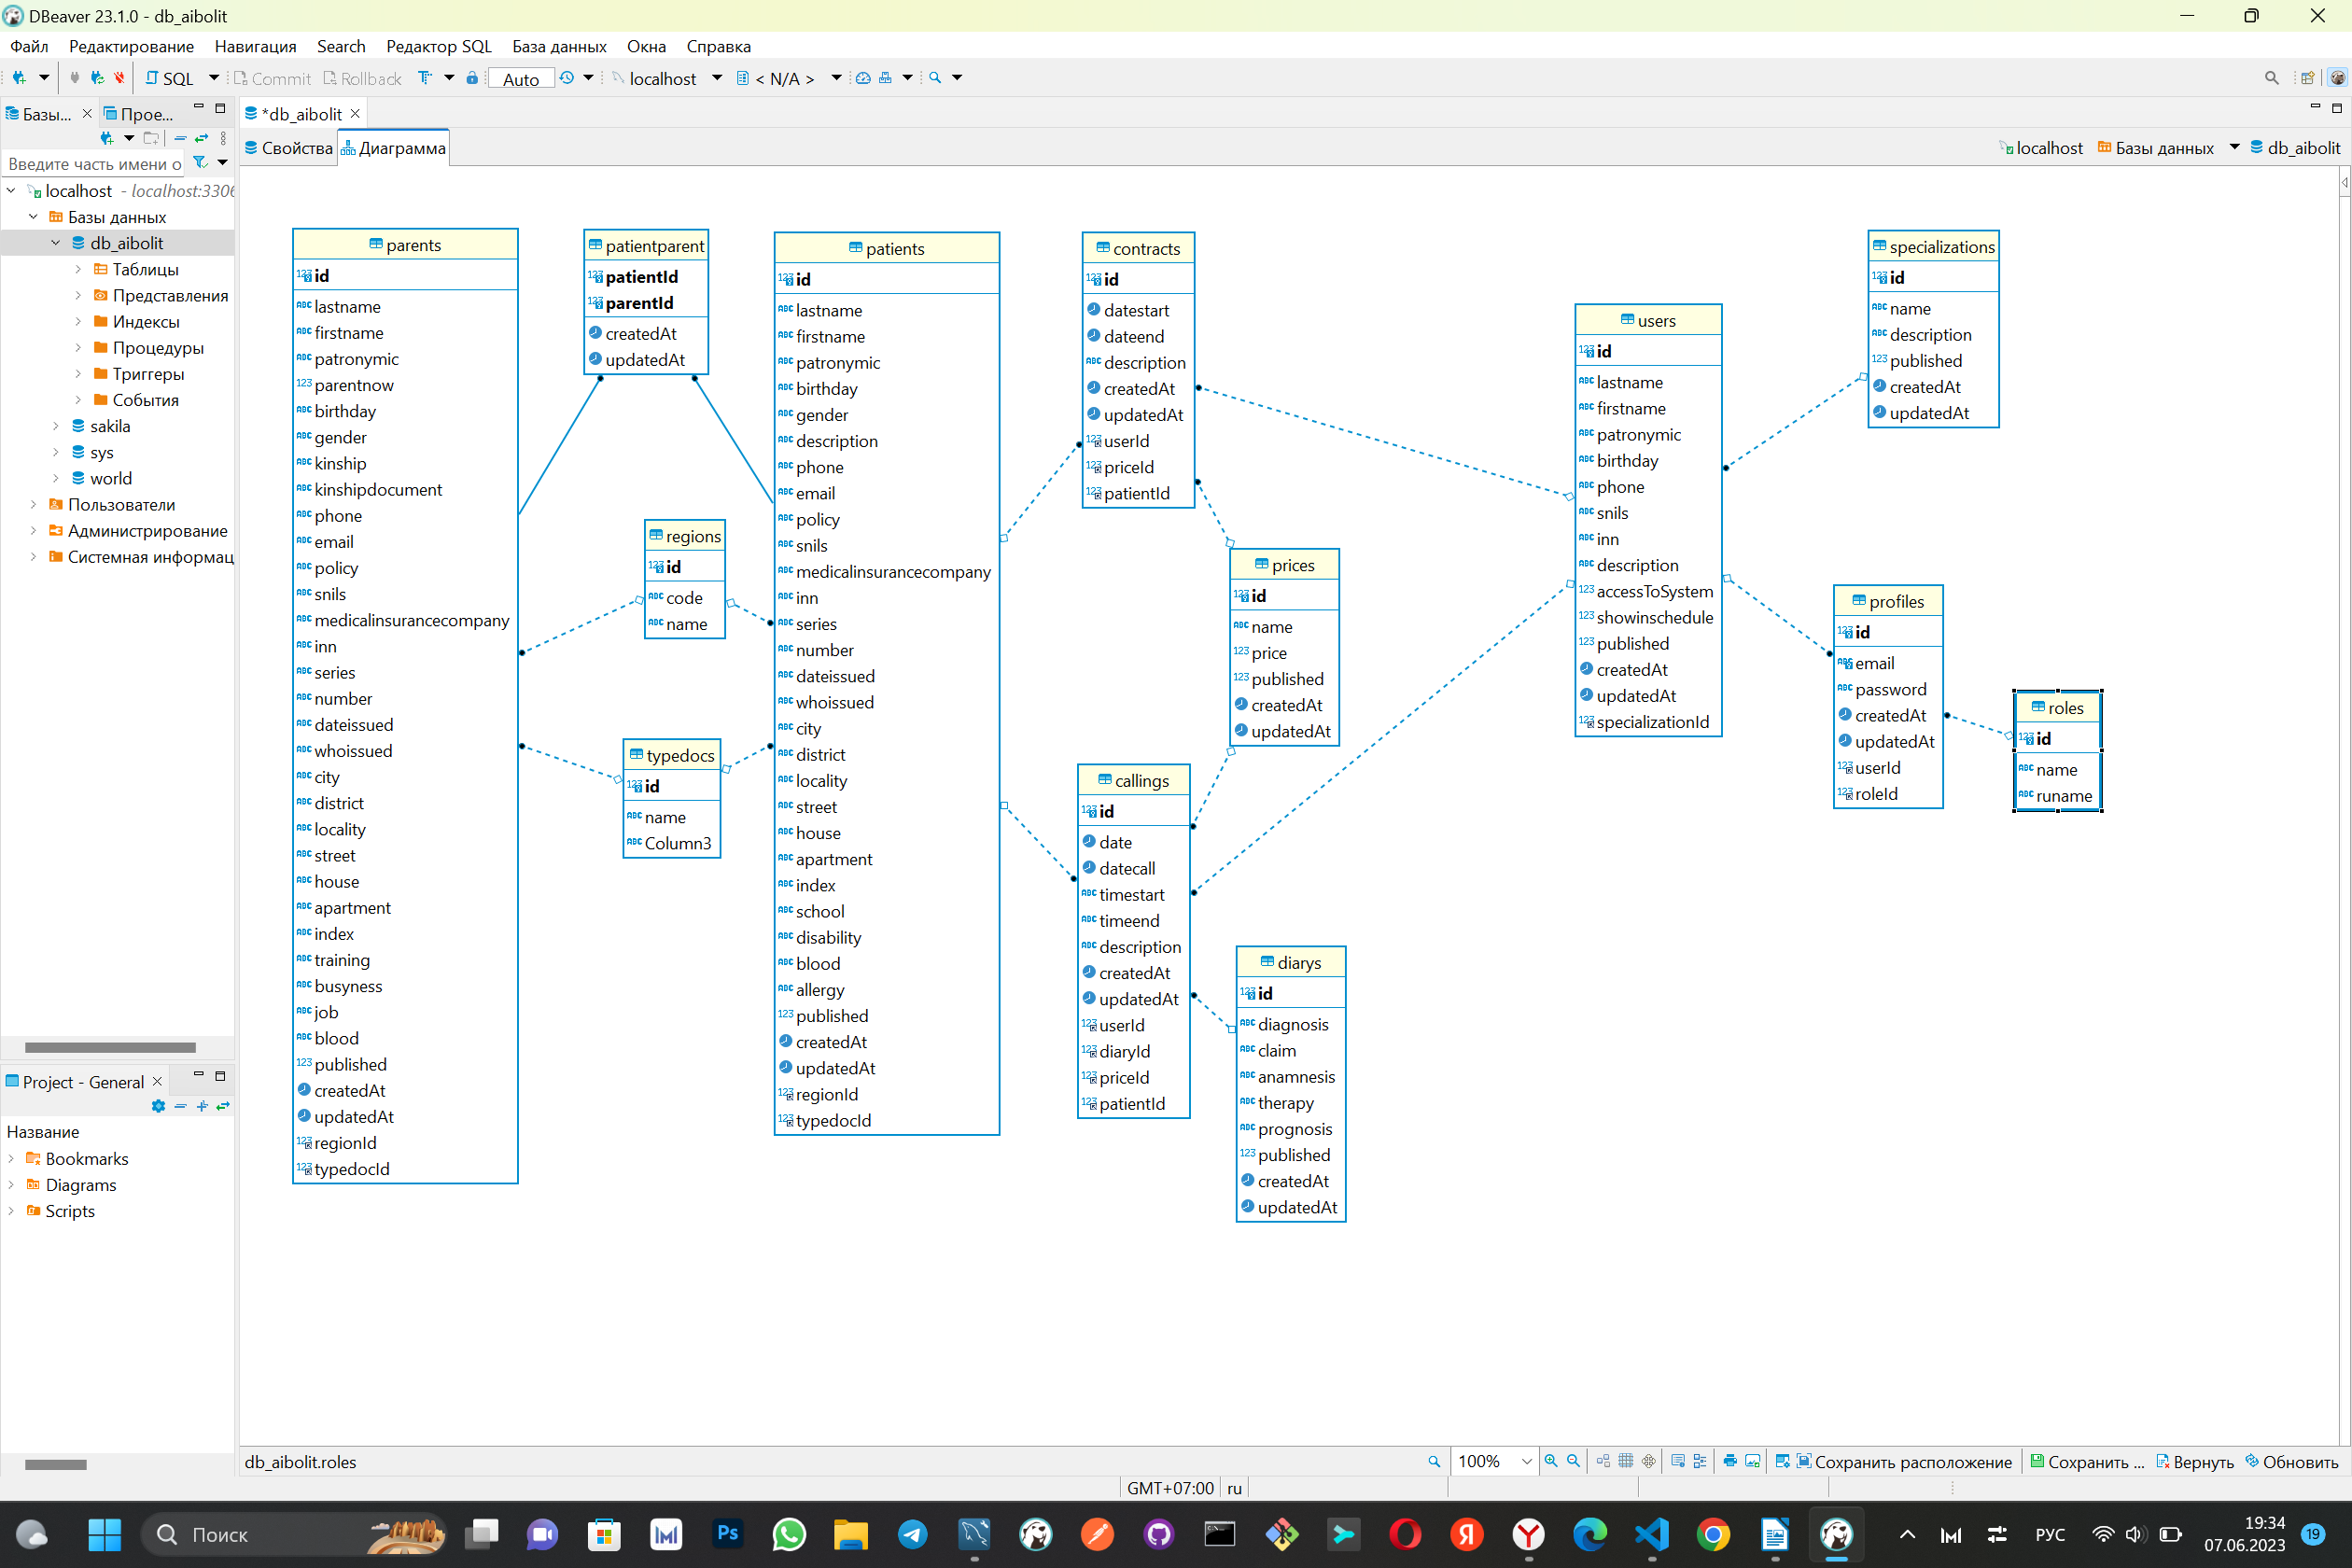 DBeaver 23.1.0 - db_aibolit
Файл Редактирование Навигация Search Редактор SQL База данных Окна Справка
SQL Commit Rollback Auto localhost < N/A >
Базы... Прое...
Введите часть имени о
localhost - localhost:3306
Базы данных
db_aibolit
Таблицы
Представления
Индексы
Процедуры
Триггеры
События
sakila
sys
world
Пользователи
Администрирование
Системная информац
Project - General
Название
Bookmarks
Diagrams
Scripts
*db_aibolit
Свойства Диаграмма
localhost Базы данных db_aibolit
parents
id
lastname
firstname
patronymic
parentnow
birthday
gender
kinship
kinshipdocument
phone
email
policy
snils
medicalinsurancecompany
inn
series
number
dateissued
whoissued
city
district
locality
street
house
apartment
index
training
busyness
job
blood
published
createdAt
updatedAt
regionId
typedocId
patientparent
patientId
parentId
createdAt
updatedAt
regions
id
code
name
typedocs
id
name
Column3
patients
id
lastname
firstname
patronymic
birthday
gender
description
phone
email
policy
snils
medicalinsurancecompany
inn
series
number
dateissued
whoissued
city
district
locality
street
house
apartment
index
school
disability
blood
allergy
published
createdAt
updatedAt
regionId
typedocId
contracts
id
datestart
dateend
description
createdAt
updatedAt
userId
priceId
patientId
prices
id
name
price
published
createdAt
updatedAt
callings
id
date
datecall
timestart
timeend
description
createdAt
updatedAt
userId
diaryId
priceId
patientId
diarys
id
diagnosis
claim
anamnesis
therapy
prognosis
published
createdAt
updatedAt
users
id
lastname
firstname
patronymic
birthday
phone
snils
inn
description
accessToSystem
showinschedule
published
createdAt
updatedAt
specializationId
specializations
id
name
description
published
createdAt
updatedAt
profiles
id
email
password
createdAt
updatedAt
userId
roleId
roles
id
name
runame
db_aibolit.roles
100% Сохранить расположение Сохранить ... Вернуть Обновить
GMT+07:00 ru
Поиск
Ps
РУС
19:34
07.06.2023
19